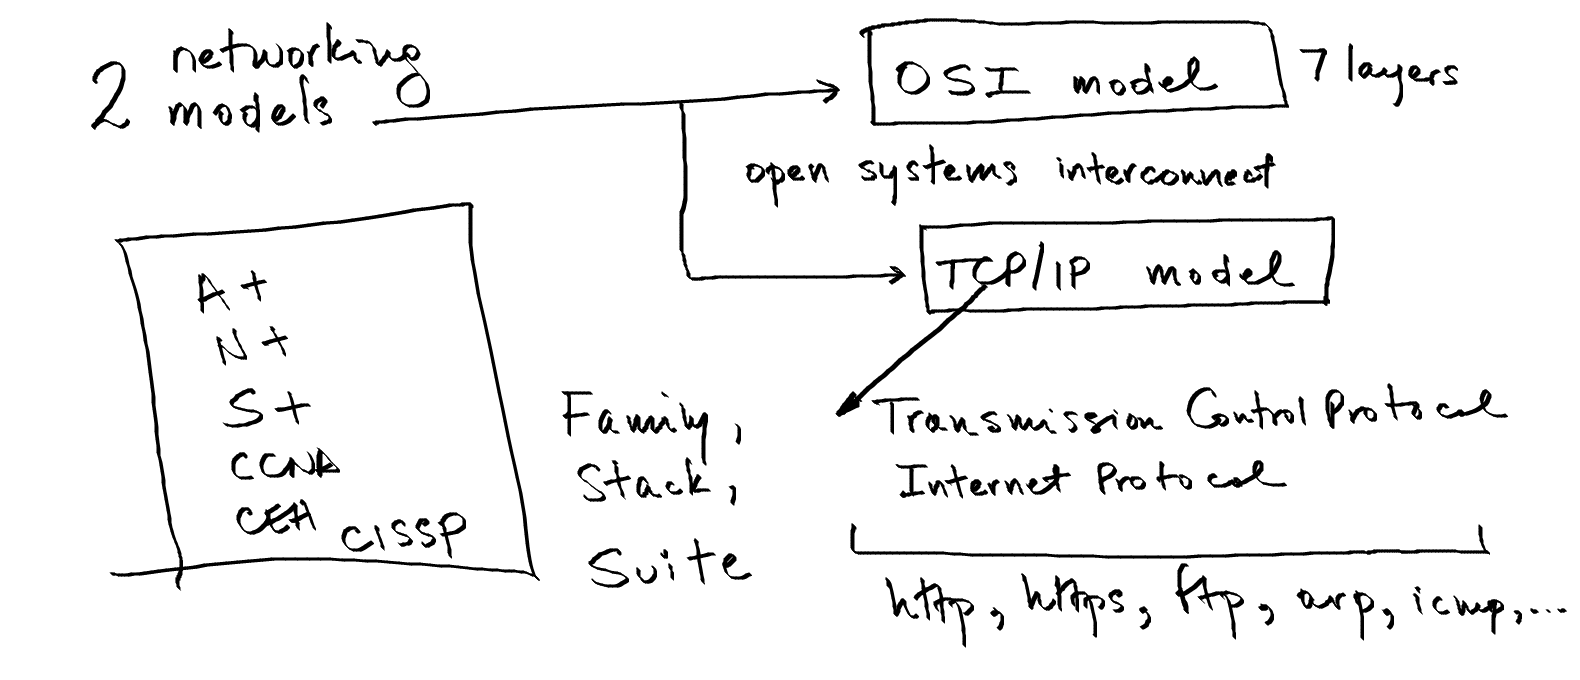 2 networking
models
OSI model
7 layers
open systems interconnect
TCP/IP model
A+
N+
S+
CCNA
CEH
CISSP
Family,
Stack,
Suite
Transmission Control Protocol
Internet Protocol
http, https, ftp, arp, icmp,...